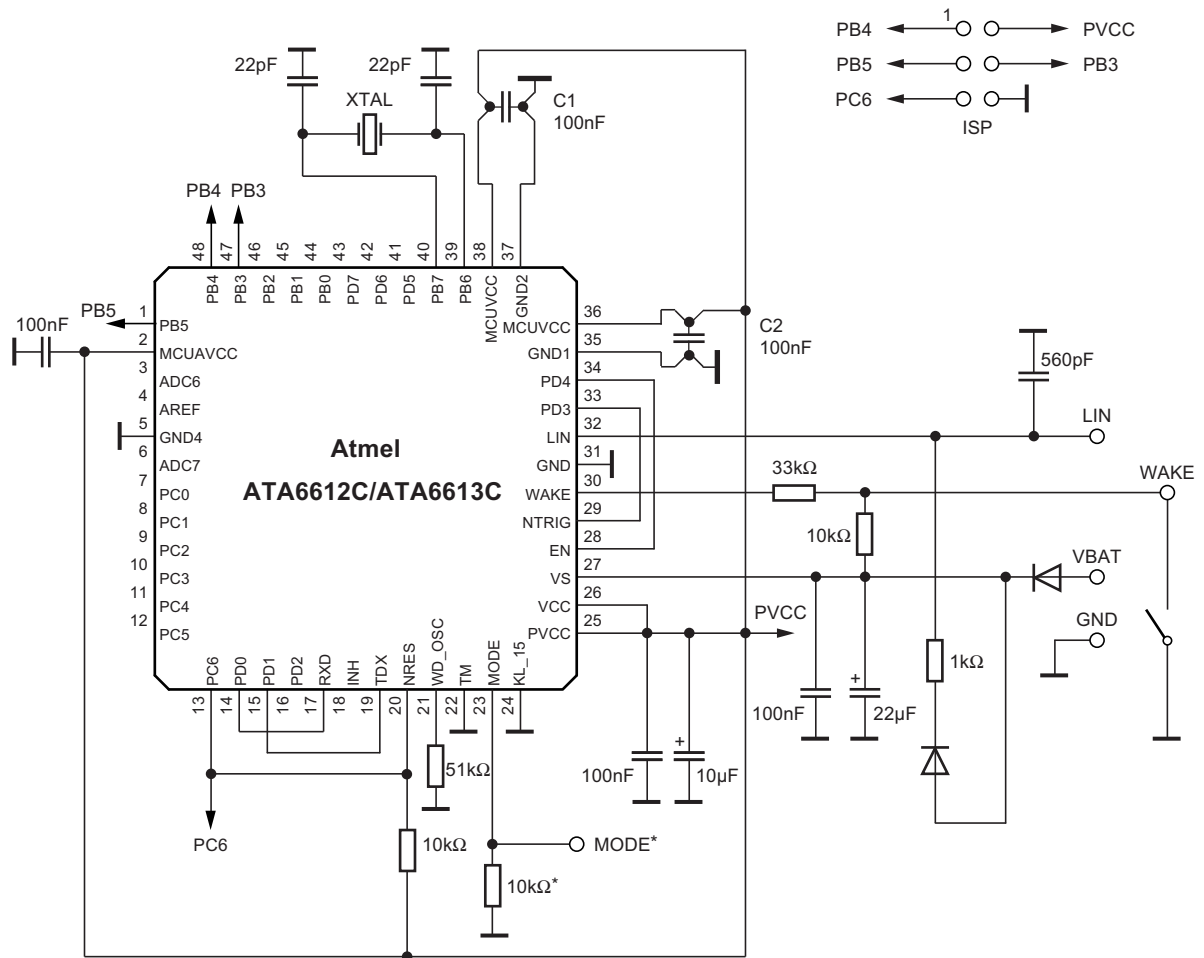 1
PB4
PVCC
PB5
PB3
PC6
ISP
22pF
22pF
XTAL
C1
100nF
PB4
PB3
48
47
46
45
44
43
42
41
40
39
38
37
PB4
PB3
PB2
PB1
PB0
PD7
PD6
PD5
PB7
PB6
MCUVCC
GND2
100nF
PB5
1
PB5
2
MCUAVCC
3
ADC6
4
AREF
5
GND4
6
ADC7
7
PC0
8
PC1
9
PC2
10
PC3
11
PC4
12
PC5
Atmel
ATA6612C/ATA6613C
36
MCUVCC
35
GND1
34
PD4
33
PD3
32
LIN
31
GND
30
WAKE
29
NTRIG
28
EN
27
VS
26
VCC
25
PVCC
C2
100nF
560pF
LIN
33kΩ
WAKE
10kΩ
VBAT
GND
PVCC
1kΩ
100nF
+
22µF
PC6
PD0
PD1
PD2
RXD
INH
TDX
NRES
WD_OSC
TM
MODE
KL_15
13
14
15
16
17
18
19
20
21
22
23
24
51kΩ
100nF
+
10µF
PC6
10kΩ
MODE*
10kΩ*